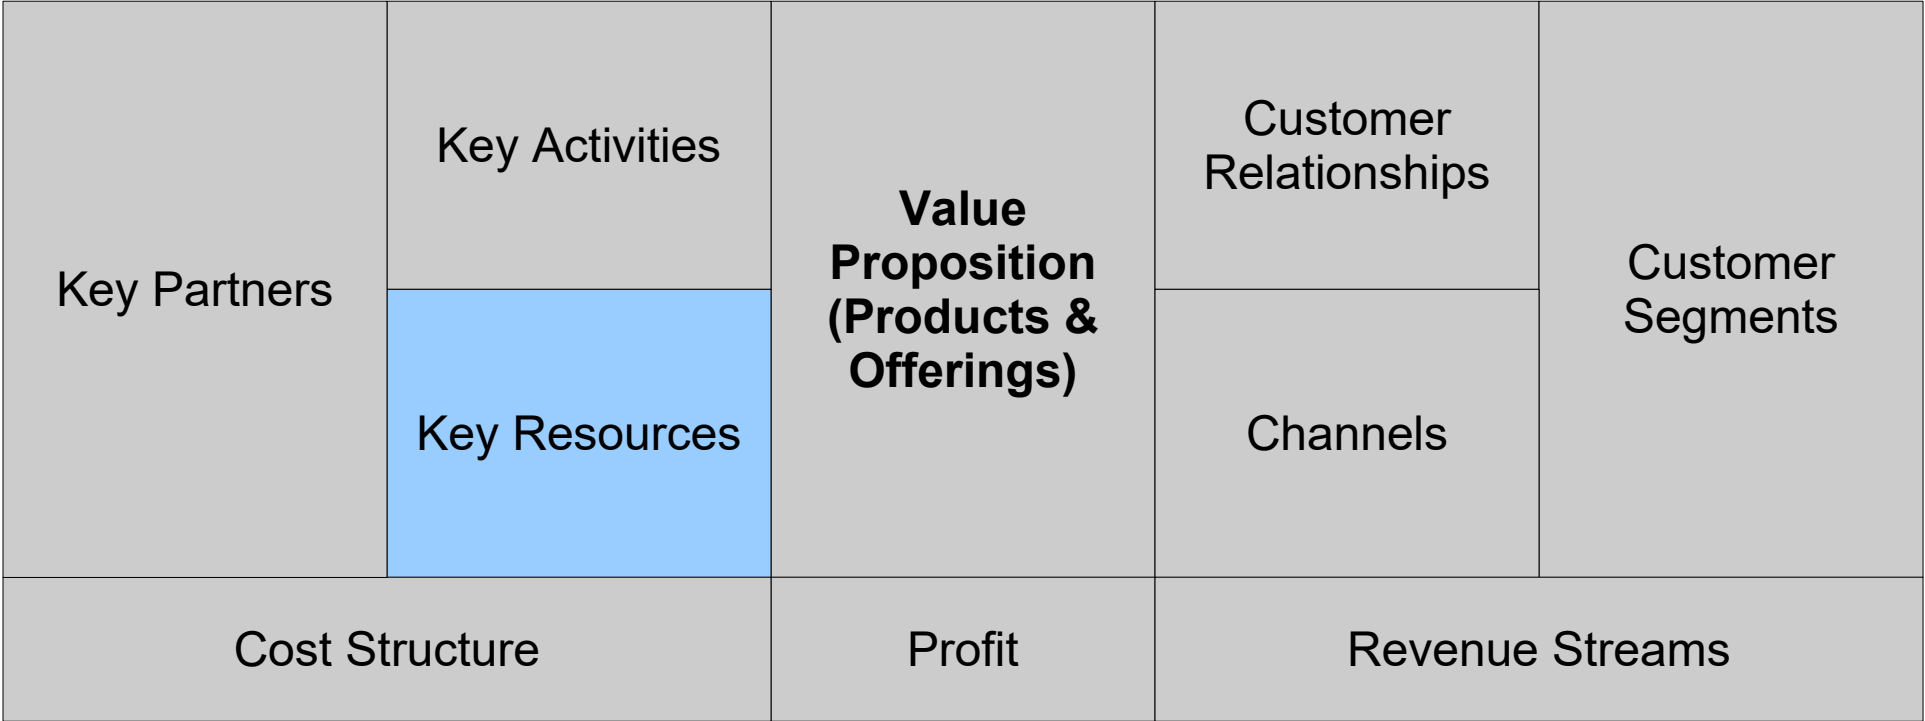 Key Partners
Key Activities
Key Resources
Value
Proposition
(Products &
Offerings)
Customer
Relationships
Channels
Customer
Segments
Cost Structure
Profit
Revenue Streams